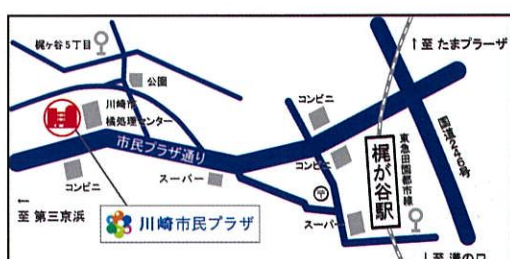 梶ヶ谷5丁目
↑至 たまプラーザ
公園
川崎市
橘処理センター
コンビニ
国道246号
市民プラザ通り
コンビニ
梶が谷駅
東急田園都市線
コンビニ
スーパー
〒
スーパー
←
至 第三京浜
川崎市民プラザ
↓至 溝の口